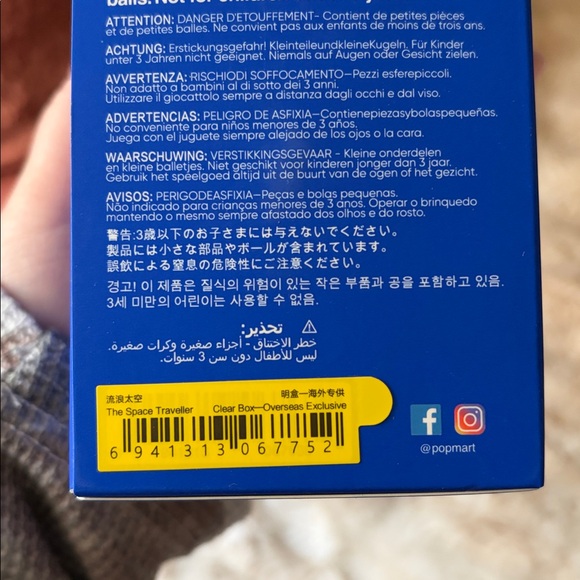 balls. Not for
ATTENTION: DANGER D'ETOUFFEMENT- Contient de petites pièces
et de petites balles. Ne convient pas aux enfants de moins de trois ans.
ACHTUNG: Erstickungsgefahr! KleinteileundkleineKugeln. Für Kinder
unter 3 Jahren nicht geeignet. Niemals auf Augen oder Gesicht zielen.
AVVERTENZA: RISCHIODI SOFFOCAMENTO-Pezzi esferepiccoli.
Non adatto a bambini al di sotto dei 3 anni.
Utilizzare il giocattolo sempre a distanza dagli occhi e dal viso.
ADVERTENCIAS: PELIGRO DE ASFIXIA-Contienepiezasybolaspequeñas.
No conveniente para niños menores de 3 años.
Juega con el juguete siempre alejado de los ojos o la cara.
WAARSCHUWING: VERSTIKKINGSGEVAAR - Kleine onderdelen
en kleine balletjes. Niet geschikt voor kinderen jonger dan 3 jaar.
Gebruik het speelgoed altijd uit de buurt van de ogen of het gezicht.
AVISOS: PERIGODEASFIXIA-Peças e bolas pequenas.
Não indicado para crianças menores de 3 anos. Operar o brinquedo
mantendo o mesmo sempre afastado dos olhos e do rosto.
警告:3歳以下のお子さまには与えないでください。
製品には小さな部品やボールが含まれています。
誤飲による窒息の危険性にご注意ください。
경고! 이 제품은 질식의 위험이 있는 작은 부품과 공을 포함하고 있음.
3세 미만의 어린이는 사용할 수 없음.
تحذير:
خطر الاختناق - أجزاء صغيرة وكرات صغيرة.
ليس للأطفال دون سن 3 سنوات.
流浪太空 明盒—海外专供
The Space Traveller Clear Box—Overseas Exclusive
6 941313 067752
@popmart